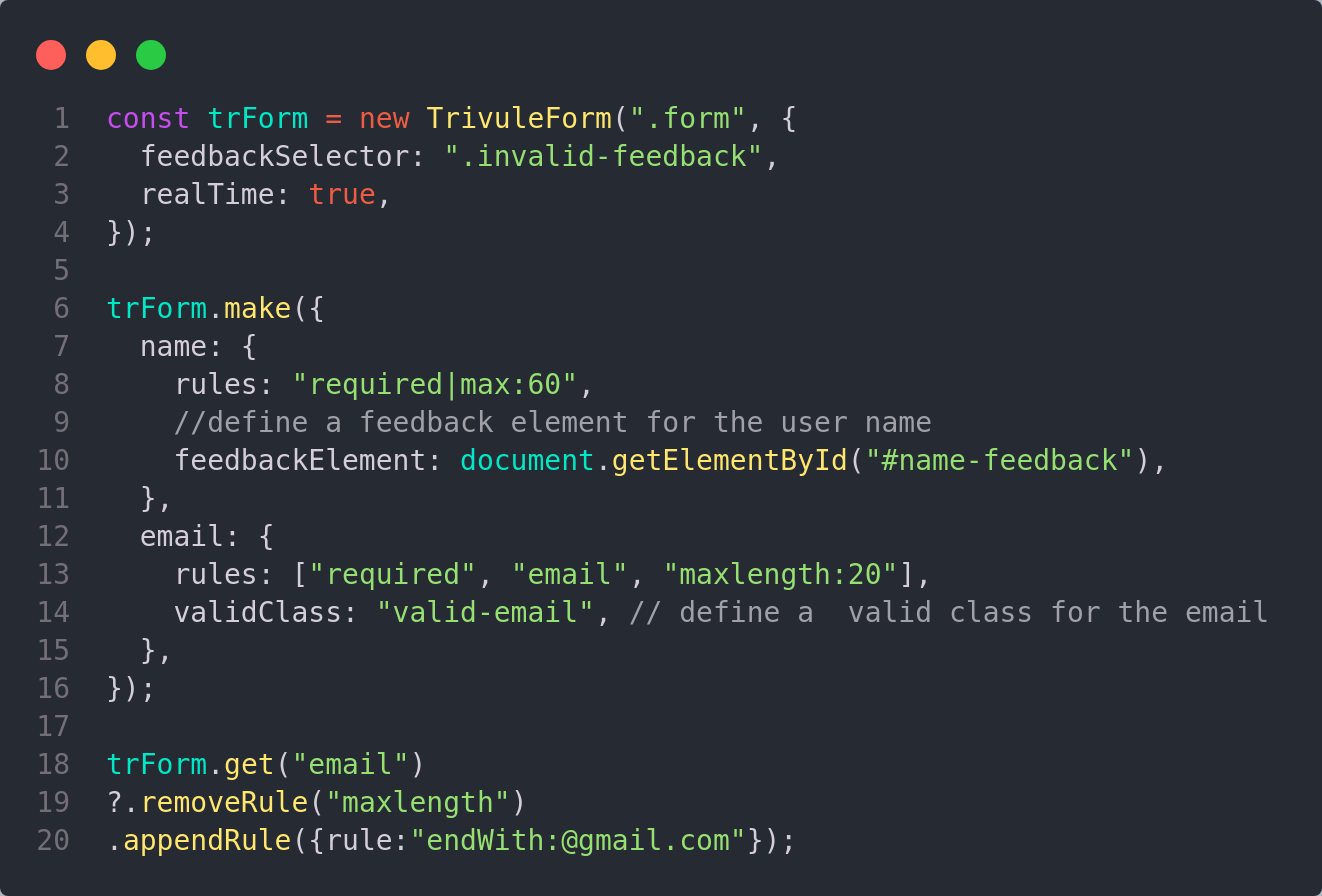 1 const trForm = new TrivuleForm(".form", {
2   feedbackSelector: ".invalid-feedback",
3   realTime: true,
4 });
5
6 trForm.make({
7   name: {
8     rules: "required|max:60",
9     //define a feedback element for the user name
10     feedbackElement: document.getElementById("#name-feedback"),
11   },
12   email: {
13     rules: ["required", "email", "maxlength:20"],
14     validClass: "valid-email", // define a  valid class for the email
15   },
16 });
17
18 trForm.get("email")
19 ?.removeRule("maxlength")
20 .appendRule({rule:"endWith:@gmail.com"});